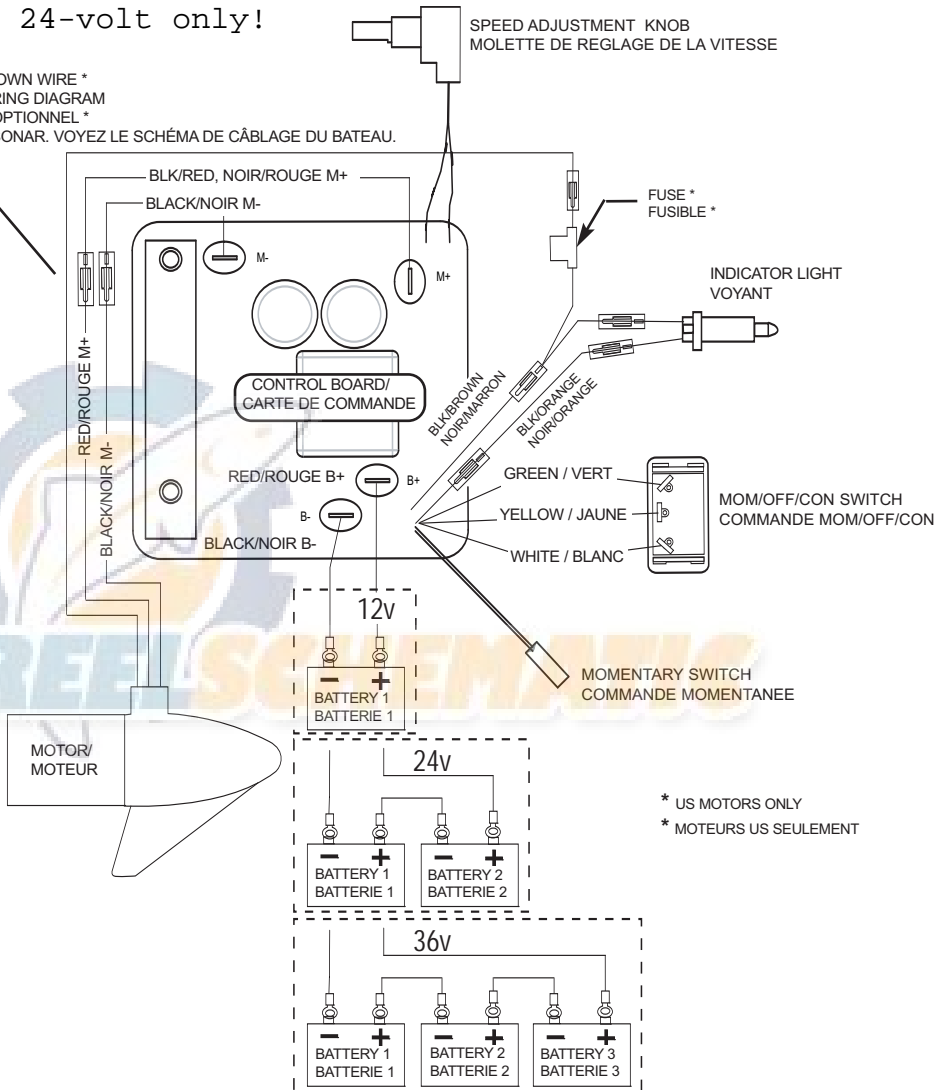 24-volt only!
SPEED ADJUSTMENT KNOB
MOLETTE DE REGLAGE DE LA VITESSE
OWN WIRE *
RING DIAGRAM
OPTIONNEL *
SONAR. VOYEZ LE SCHÉMA DE CÂBLAGE DU BATEAU.
BLK/RED, NOIR/ROUGE M+
BLACK/NOIR M-
FUSE *
FUSIBLE *
M-
M+
INDICATOR LIGHT
VOYANT
RED/ROUGE M+
BLACK/NOIR M-
CONTROL BOARD/
CARTE DE COMMANDE
BLK/BROWN
NOIR/MARRON
BLK/ORANGE
NOIR/ORANGE
RED/ROUGE B+
B+
B-
BLACK/NOIR B-
GREEN / VERT
YELLOW / JAUNE
WHITE / BLANC
MOM/OFF/CON SWITCH
COMMANDE MOM/OFF/CON
12v
- +
BATTERY 1
BATTERIE 1
MOMENTARY SWITCH
COMMANDE MOMENTANEE
REELSCHEMATIC
MOTOR/
MOTEUR
24v
- + - +
BATTERY 1 BATTERY 2
BATTERIE 1 BATTERIE 2
* US MOTORS ONLY
* MOTEURS US SEULEMENT
36v
- + - + - +
BATTERY 1 BATTERY 2 BATTERY 3
BATTERIE 1 BATTERIE 2 BATTERIE 3